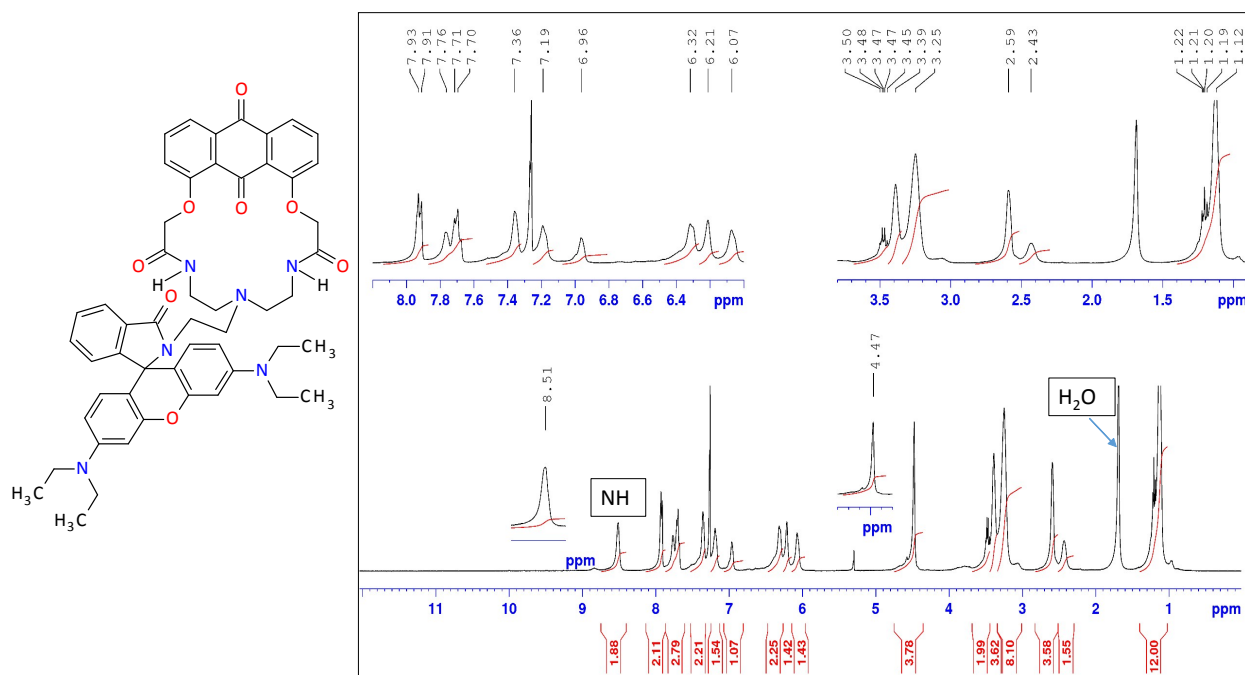 O
O
O
O
O
O
N
H
N
H
N
O
N
N
CH3
CH3
O
N
H3C
H3C
7.93
7.91
7.76
7.71
7.70
7.36
7.19
6.96
6.32
6.21
6.07
3.50
3.48
3.47
3.47
3.45
3.39
3.25
2.59
2.43
1.22
1.21
1.20
1.19
1.12
8.0 7.8 7.6 7.4 7.2 7.0 6.8 6.6 6.4 ppm
3.5 3.0 2.5 2.0 1.5 ppm
8.51
4.47
H2O
NH
ppm
ppm
11 10 9 8 7 6 5 4 3 2 1 ppm
1.88
2.11
2.79
2.21
1.54
1.07
2.25
1.42
1.43
3.78
1.99
3.62
8.10
3.58
1.55
12.00